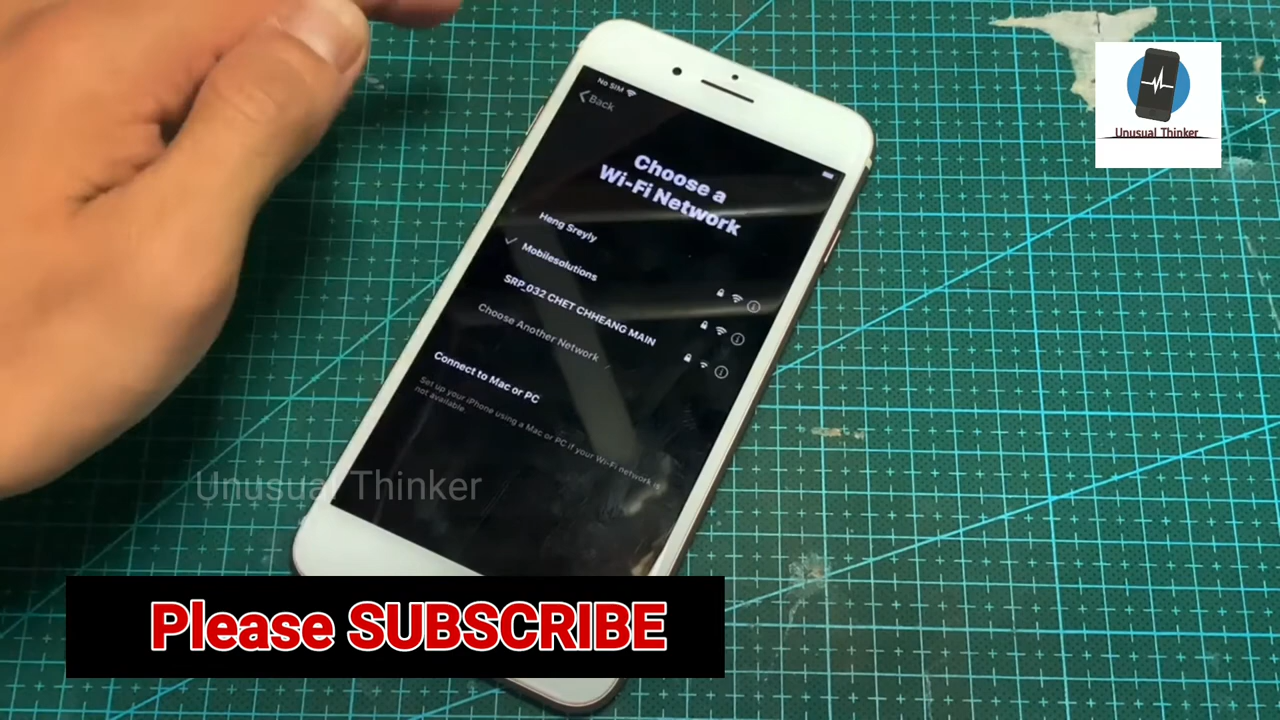 No SIM
Back
Choose a
Wi-Fi Network
Heng Sreyly
Mobilesolutions
SRP.032 CHET CHHEANG MAIN
Choose Another Network
Connect to Mac or PC
Set up your iPhone using a Mac or PC if your Wi-Fi network is
not available.
Unusual Thinker
Unusual Thinker
Please SUBSCRIBE